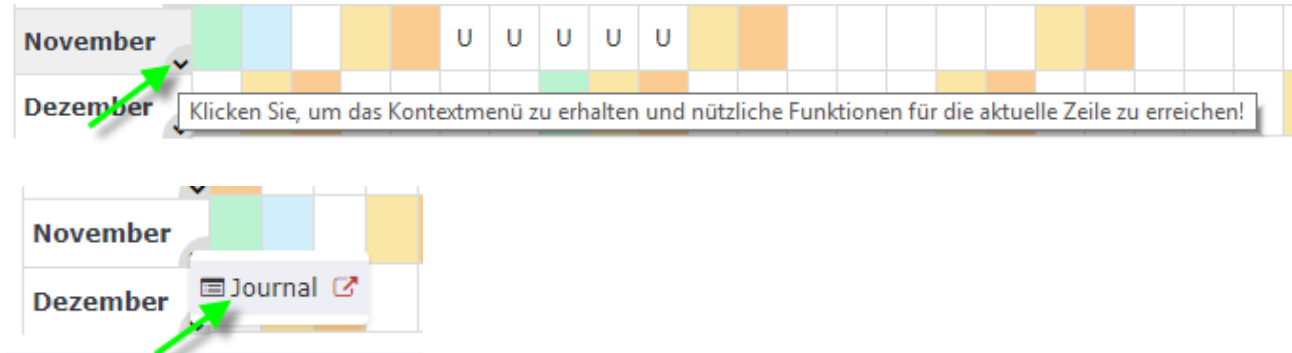 November U U U U U
Dezember
Klicken Sie, um das Kontextmenü zu erhalten und nützliche Funktionen für die aktuelle Zeile zu erreichen!
November
Journal
Dezember